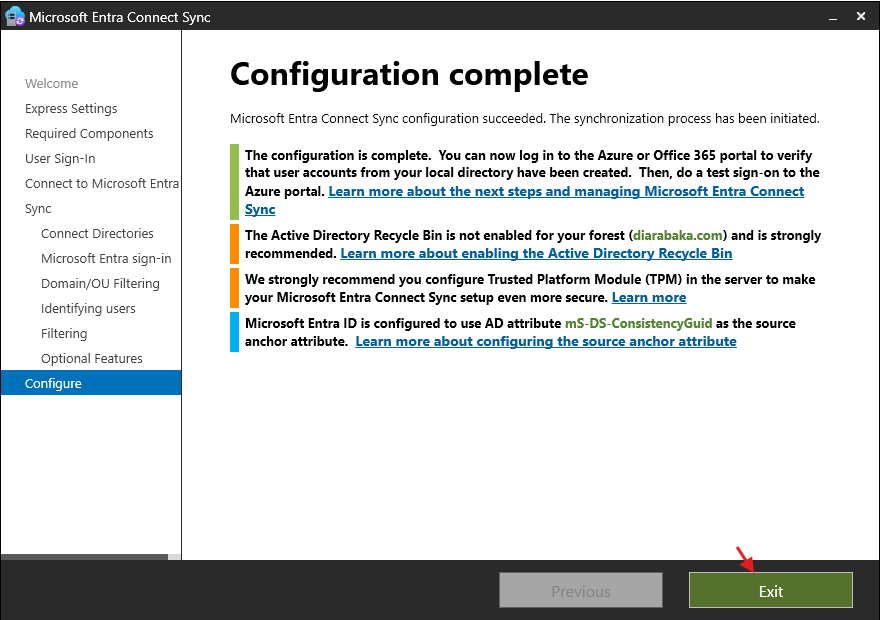 Microsoft Entra Connect Sync
Welcome
Express Settings
Required Components
User Sign-In
Connect to Microsoft Entra
Sync
Connect Directories
Microsoft Entra sign-in
Domain/OU Filtering
Identifying users
Filtering
Optional Features
Configure
Configuration complete
Microsoft Entra Connect Sync configuration succeeded. The synchronization process has been initiated.
The configuration is complete. You can now log in to the Azure or Office 365 portal to verify
that user accounts from your local directory have been created. Then, do a test sign-on to the
Azure portal. Learn more about the next steps and managing Microsoft Entra Connect
Sync
The Active Directory Recycle Bin is not enabled for your forest (diarabaka.com) and is strongly
recommended. Learn more about enabling the Active Directory Recycle Bin
We strongly recommend you configure Trusted Platform Module (TPM) in the server to make
your Microsoft Entra Connect Sync setup even more secure. Learn more
Microsoft Entra ID is configured to use AD attribute mS-DS-ConsistencyGuid as the source
anchor attribute. Learn more about configuring the source anchor attribute
Previous
Exit